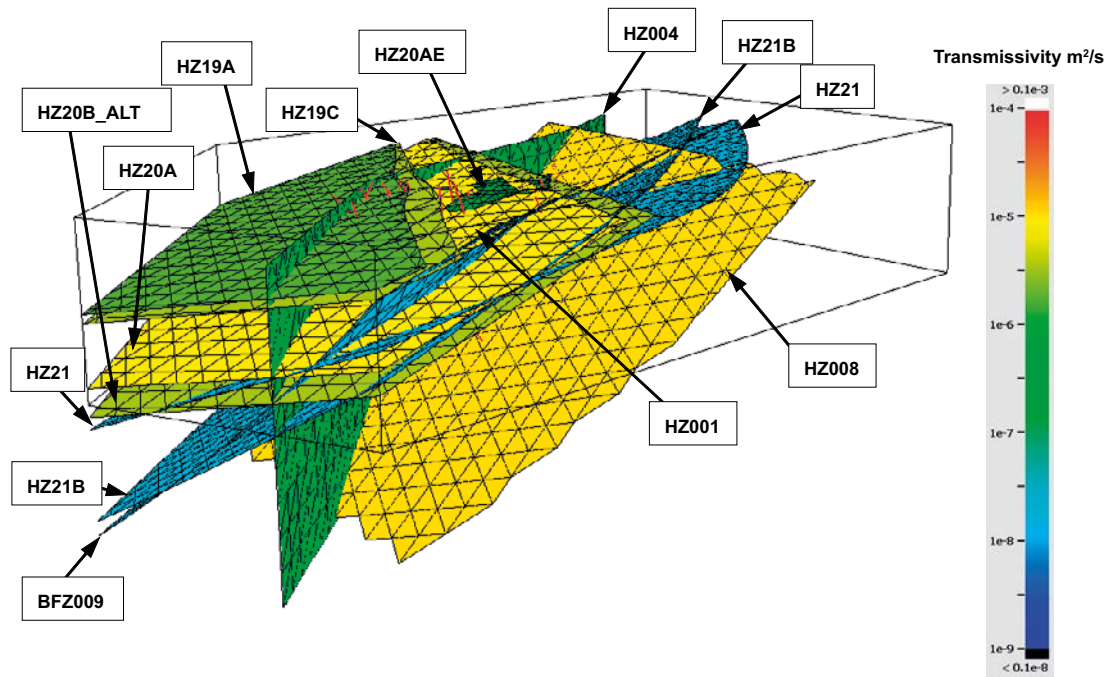 HZ004
HZ20AE
HZ21B
Transmissivity m²/s
HZ19A
HZ21
> 0.1e-3
HZ20B_ALT
HZ19C
1e-4
HZ20A
1e-5
1e-6
HZ21
HZ008
HZ001
1e-7
HZ21B
1e-8
BFZ009
1e-9
< 0.1e-8